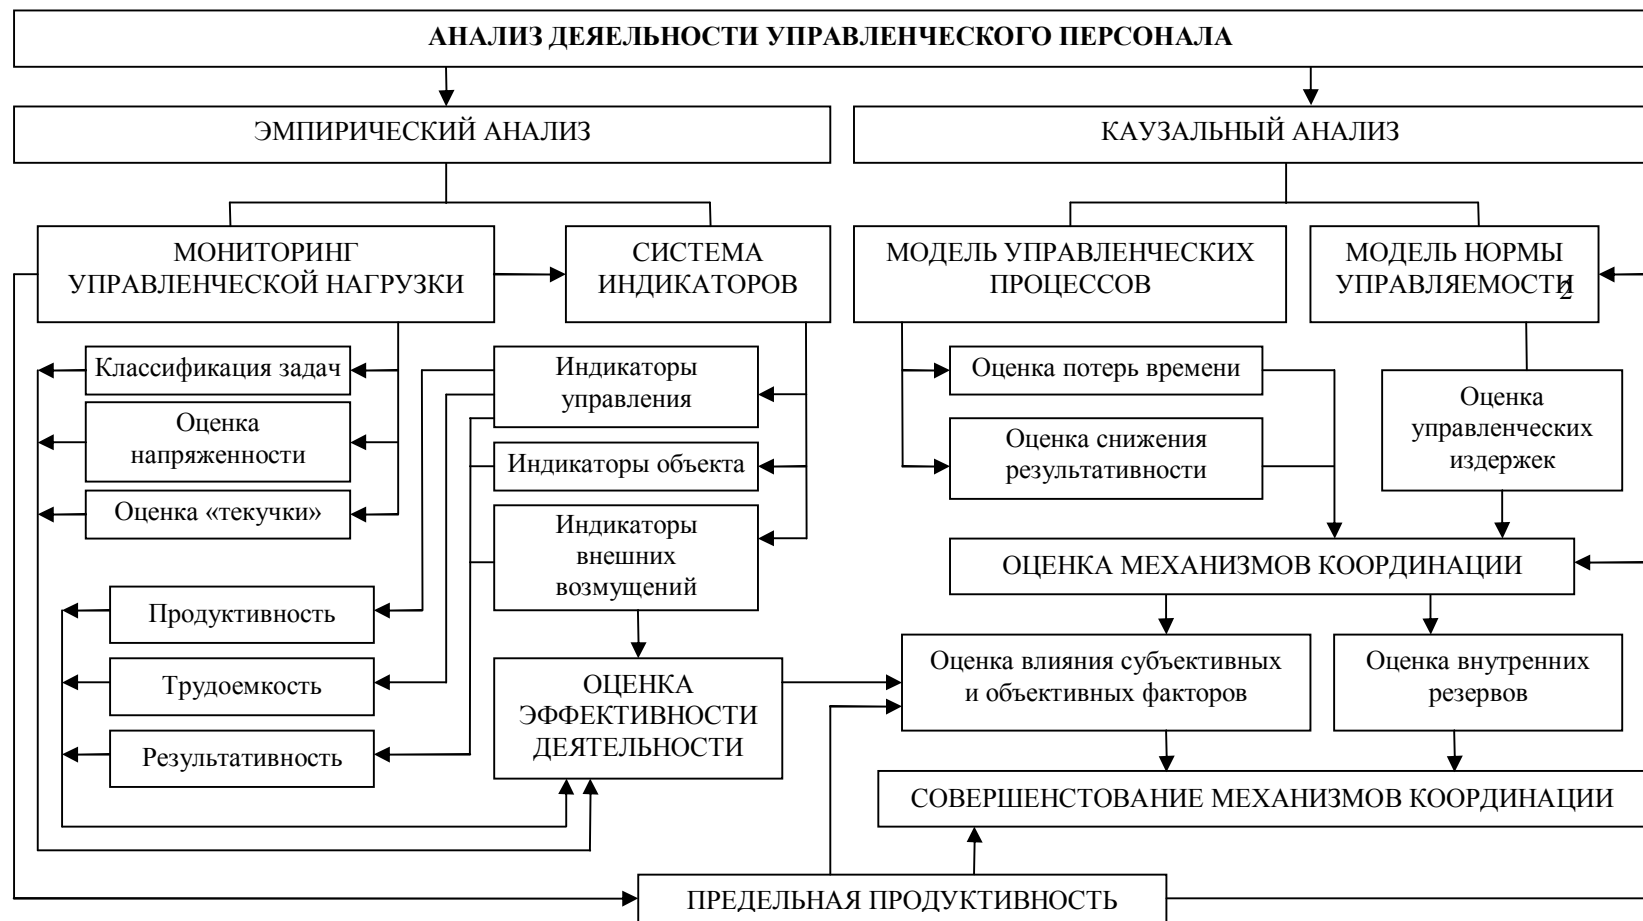 АНАЛИЗ ДЕЯЕЛЬНОСТИ УПРАВЛЕНЧЕСКОГО ПЕРСОНАЛА
ЭМПИРИЧЕСКИЙ АНАЛИЗ
КАУЗАЛЬНЫЙ АНАЛИЗ
МОНИТОРИНГ
УПРАВЛЕНЧЕСКОЙ НАГРУЗКИ
СИСТЕМА
ИНДИКАТОРОВ
МОДЕЛЬ УПРАВЛЕНЧЕСКИХ
ПРОЦЕССОВ
МОДЕЛЬ НОРМЫ
УПРАВЛЯЕМОСТИ
2
Классификация задач
Оценка
напряженности
Оценка «текучки»
Индикаторы
управления
Индикаторы объекта
Индикаторы
внешних
возмущений
Оценка потерь времени
Оценка снижения
результативности
Оценка
управленческих
издержек
ОЦЕНКА МЕХАНИЗМОВ КООРДИНАЦИИ
Продуктивность
Трудоемкость
Результативность
ОЦЕНКА
ЭФФЕКТИВНОСТИ
ДЕЯТЕЛЬНОСТИ
Оценка влияния субъективных
и объективных факторов
Оценка внутренних
резервов
СОВЕРШЕНСТОВАНИЕ МЕХАНИЗМОВ КООРДИНАЦИИ
ПРЕДЕЛЬНАЯ ПРОДУКТИВНОСТЬ